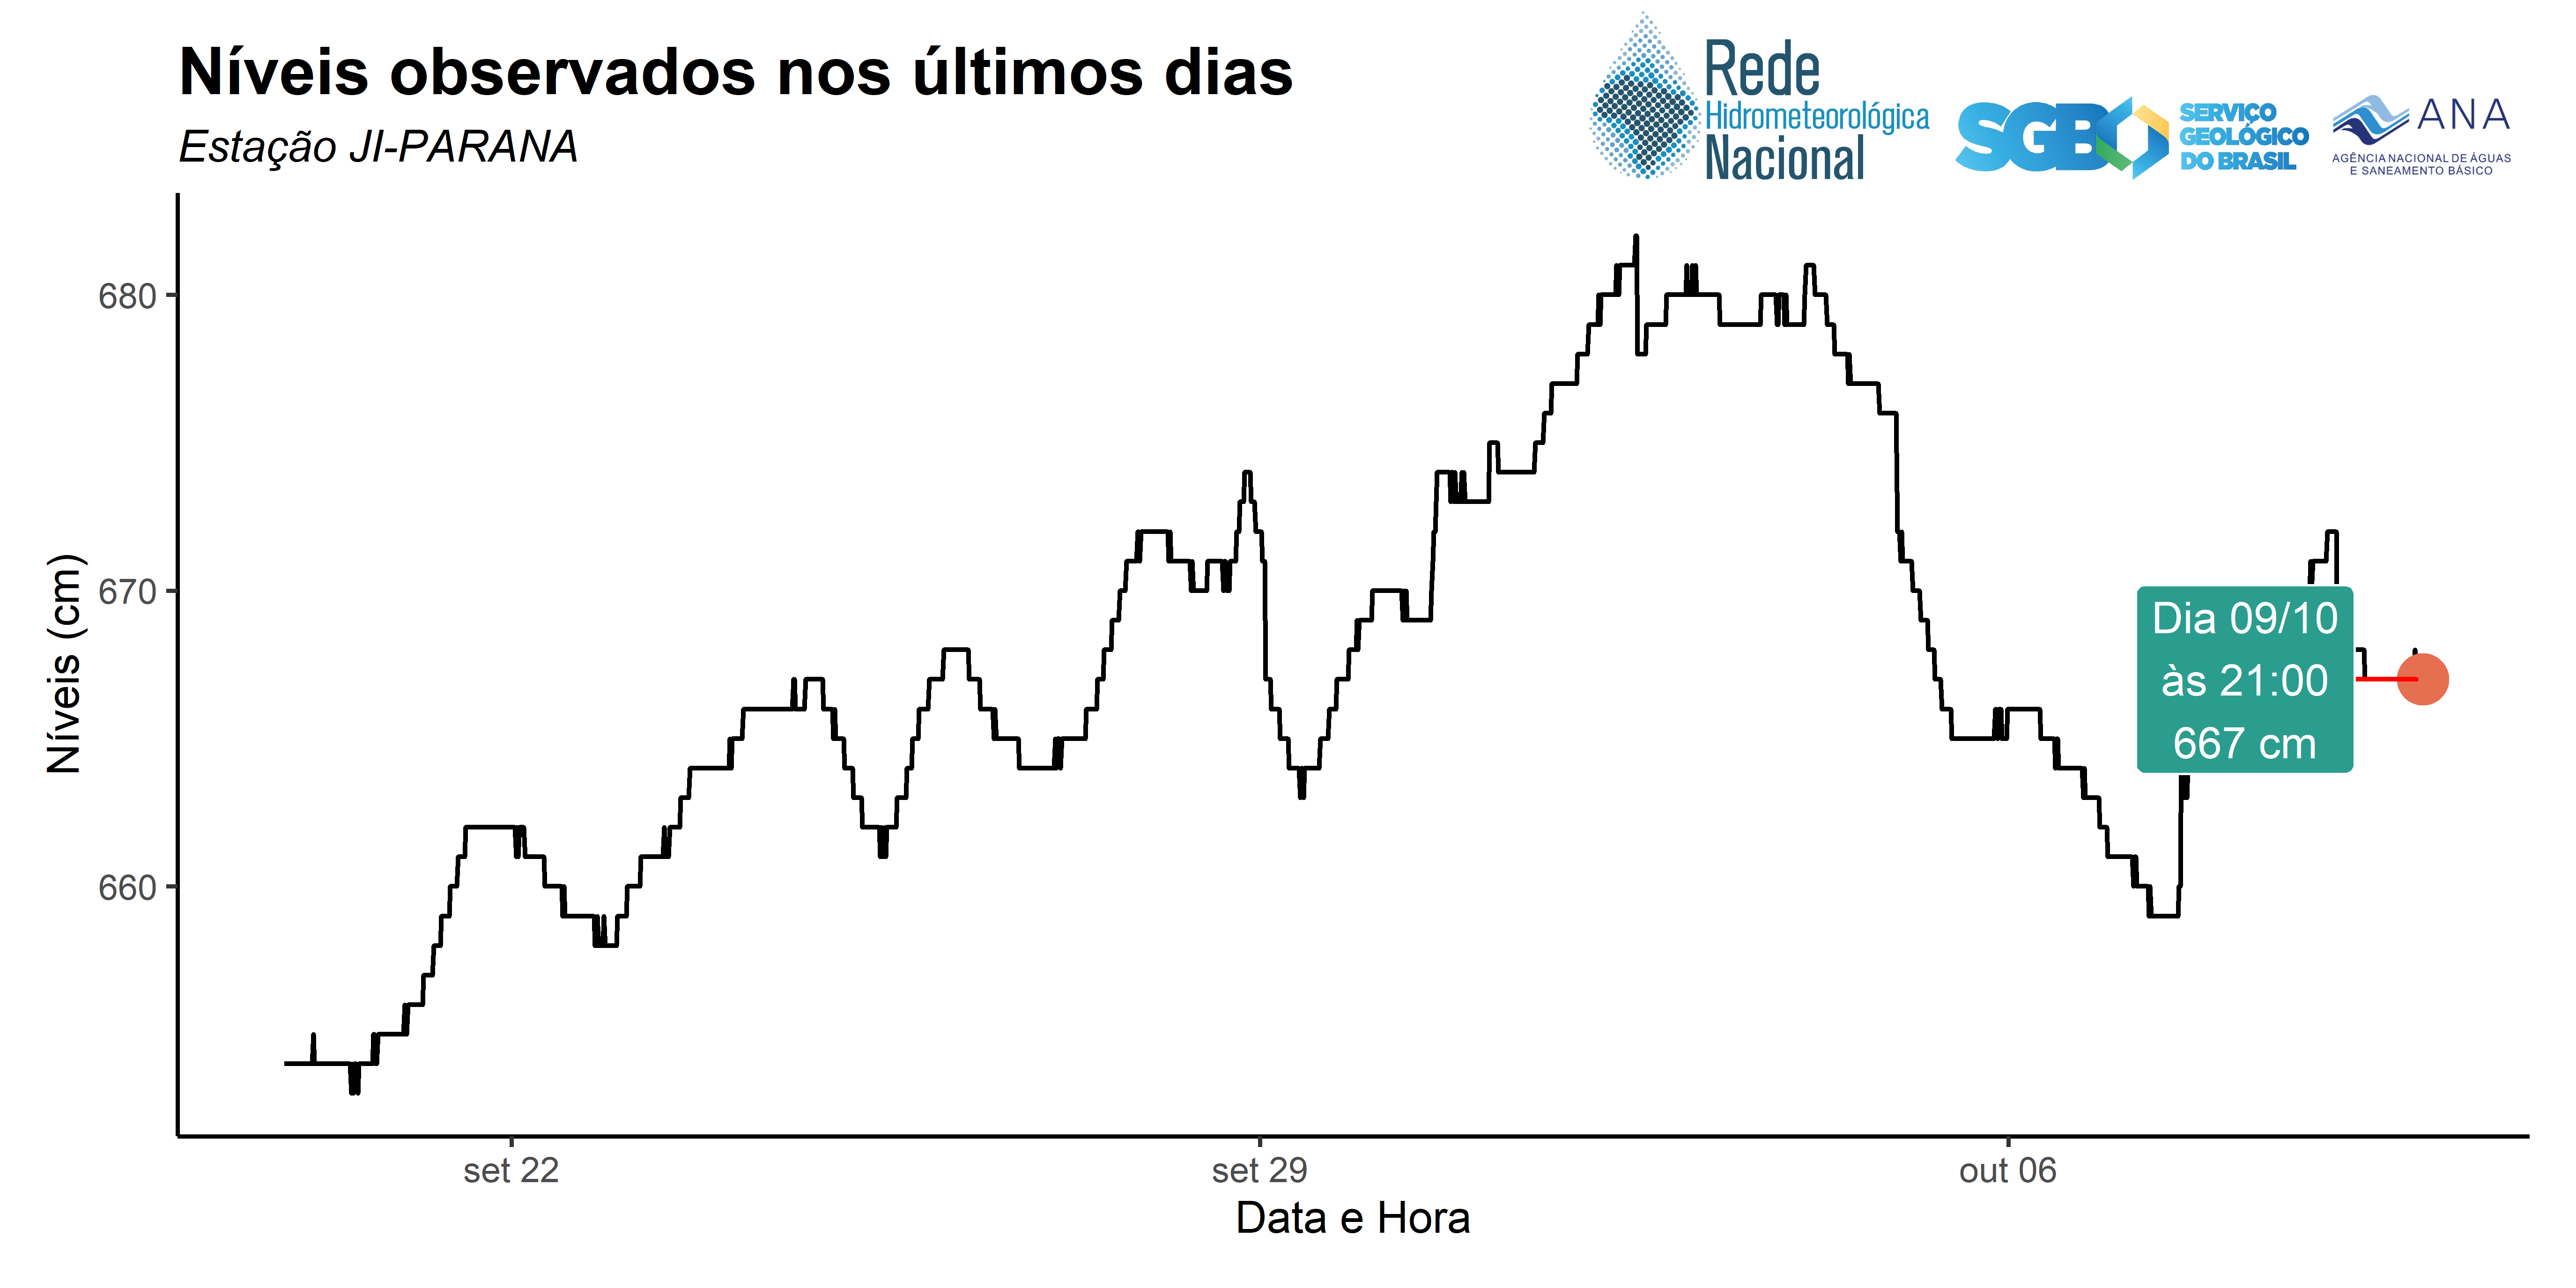 Níveis observados nos últimos dias
Estação JI-PARANA
Rede
Hidrometeorológica
Nacional
SGB
SERVIÇO
GEOLÓGICO
DO BRASIL
ANA
AGÊNCIA NACIONAL DE ÁGUAS
E SANEAMENTO BÁSICO
Níveis (cm)
680
670
660
Dia 09/10
às 21:00
667 cm
set 22
set 29
out 06
Data e Hora